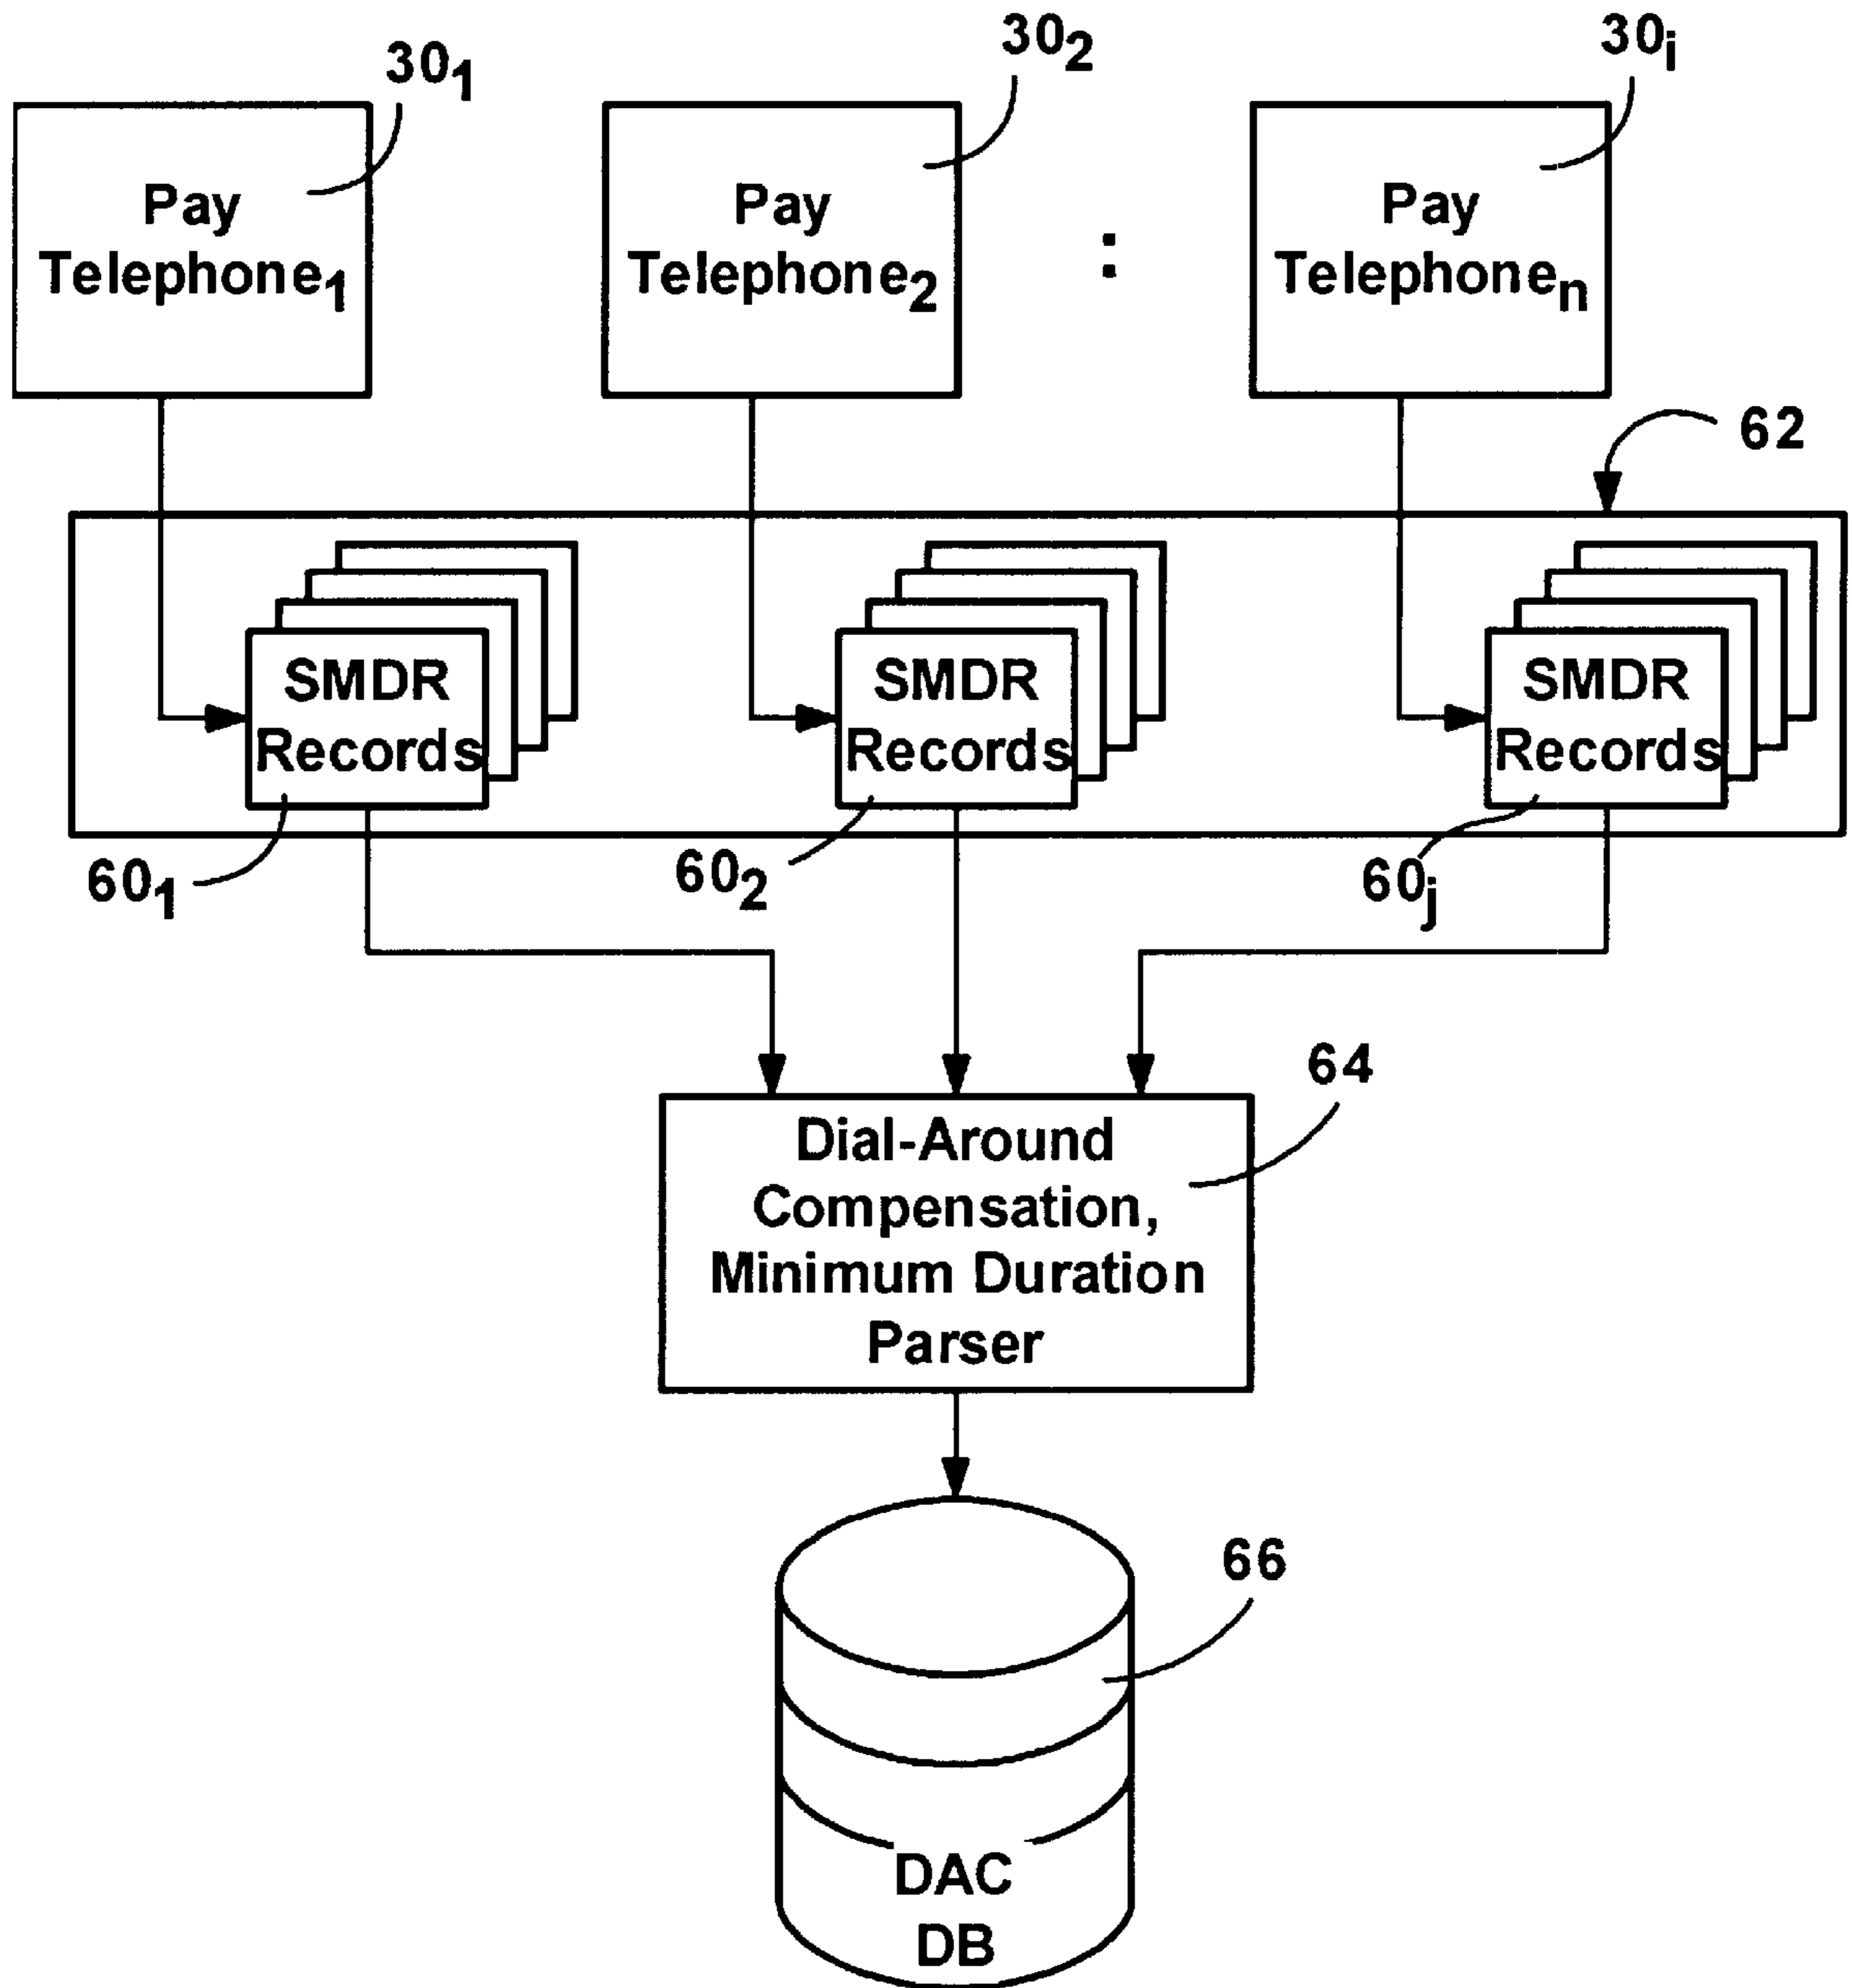 30₁
30₂
30ᵢ
Pay
Telephone₁
Pay
Telephone₂
:
Pay
Telephoneₙ
62
SMDR
Records
SMDR
Records
SMDR
Records
60₁
60₂
60ⱼ
64
Dial-Around
Compensation,
Minimum Duration
Parser
66
DAC
DB